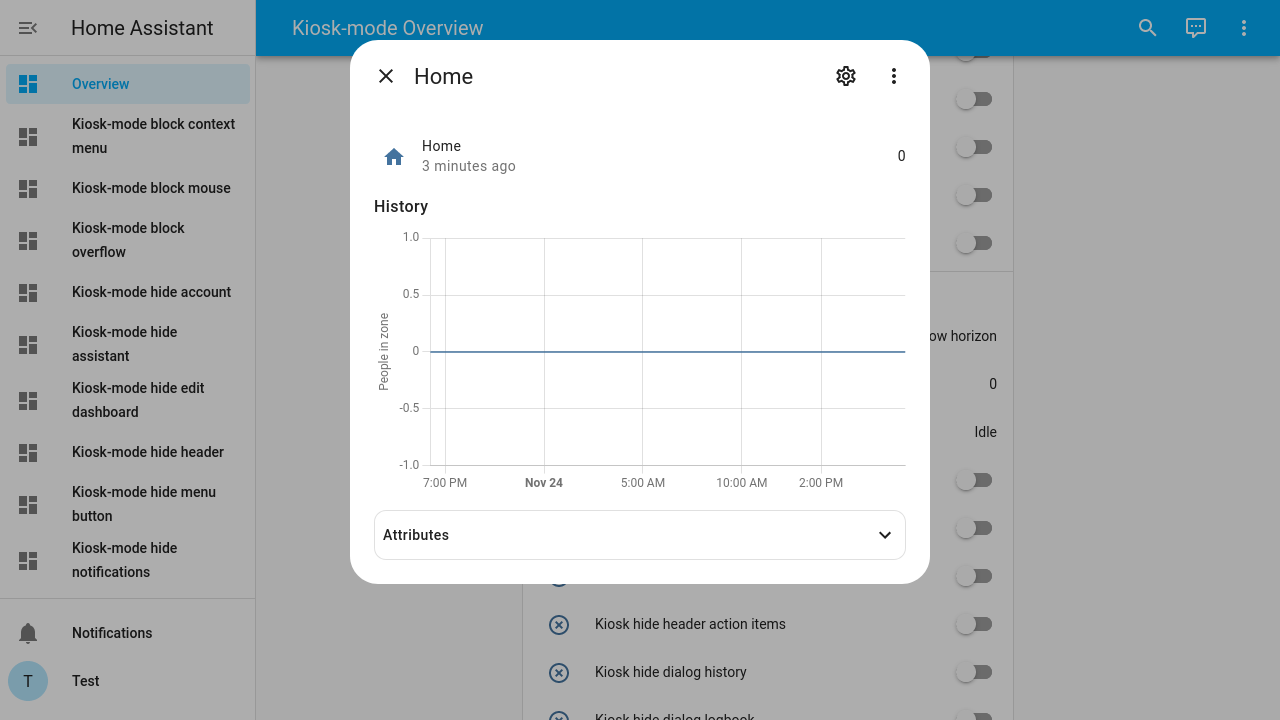 Home Assistant
Kiosk-mode Overview
Overview
Kiosk-mode block context
menu
Kiosk-mode block mouse
Kiosk-mode block
overflow
Kiosk-mode hide account
Kiosk-mode hide
assistant
Kiosk-mode hide edit
dashboard
Kiosk-mode hide header
Kiosk-mode hide menu
button
Kiosk-mode hide
notifications
Notifications
T
Test
Home
Home
3 minutes ago
0
History
1.0
0.5
0
-0.5
-1.0
People in zone
7:00 PM
Nov 24
5:00 AM
10:00 AM
2:00 PM
Attributes
horizon
0
Idle
Kiosk hide header action items
Kiosk hide dialog history
Kiosk hide dialog logbook